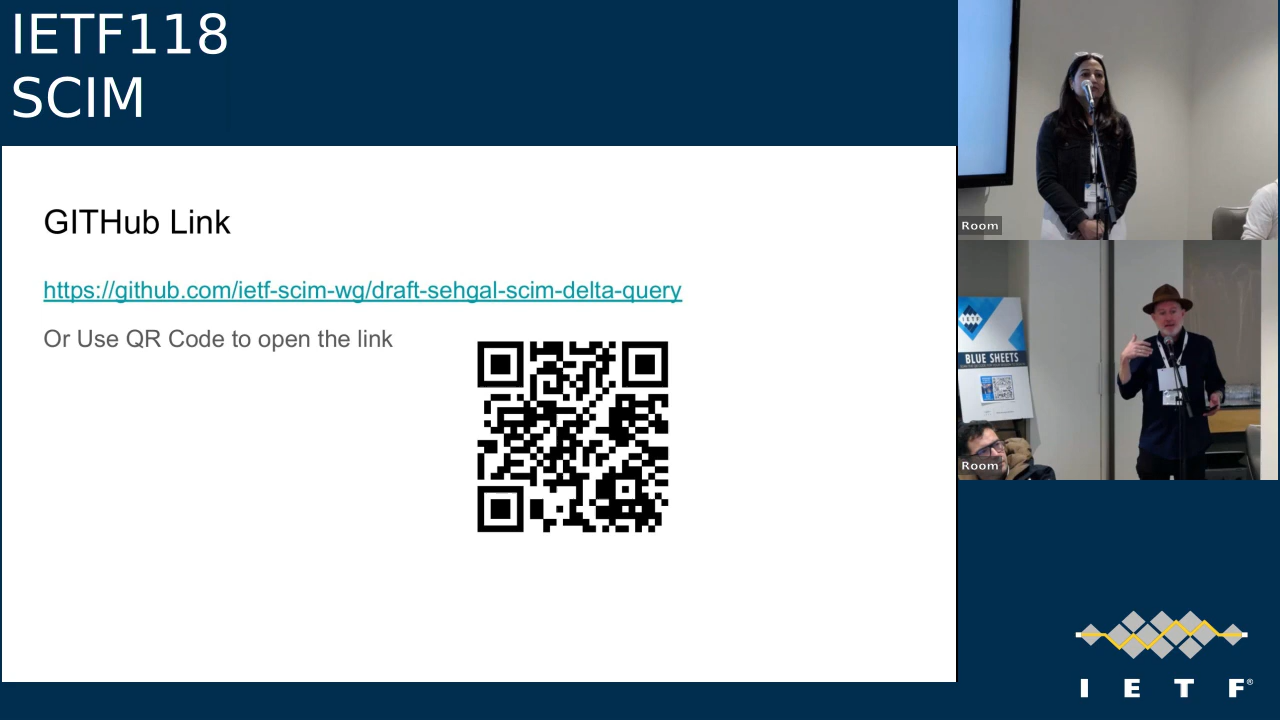 IETF118
SCIM
GITHub Link
https://github.com/ietf-scim-wg/draft-sehgal-scim-delta-query
Or Use QR Code to open the link
Room
BLUE SHEETS
Room
I E T F®